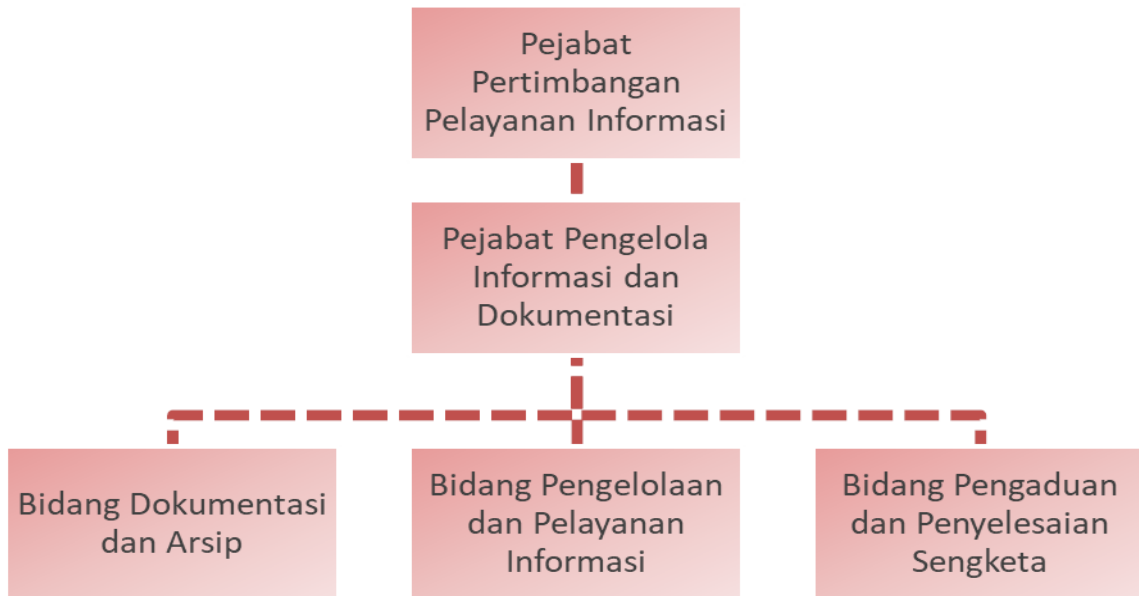 Pejabat
Pertimbangan
Pelayanan Informasi
Pejabat Pengelola
Informasi dan
Dokumentasi
Bidang Dokumentasi
dan Arsip
Bidang Pengelolaan
dan Pelayanan
Informasi
Bidang Pengaduan
dan Penyelesaian
Sengketa